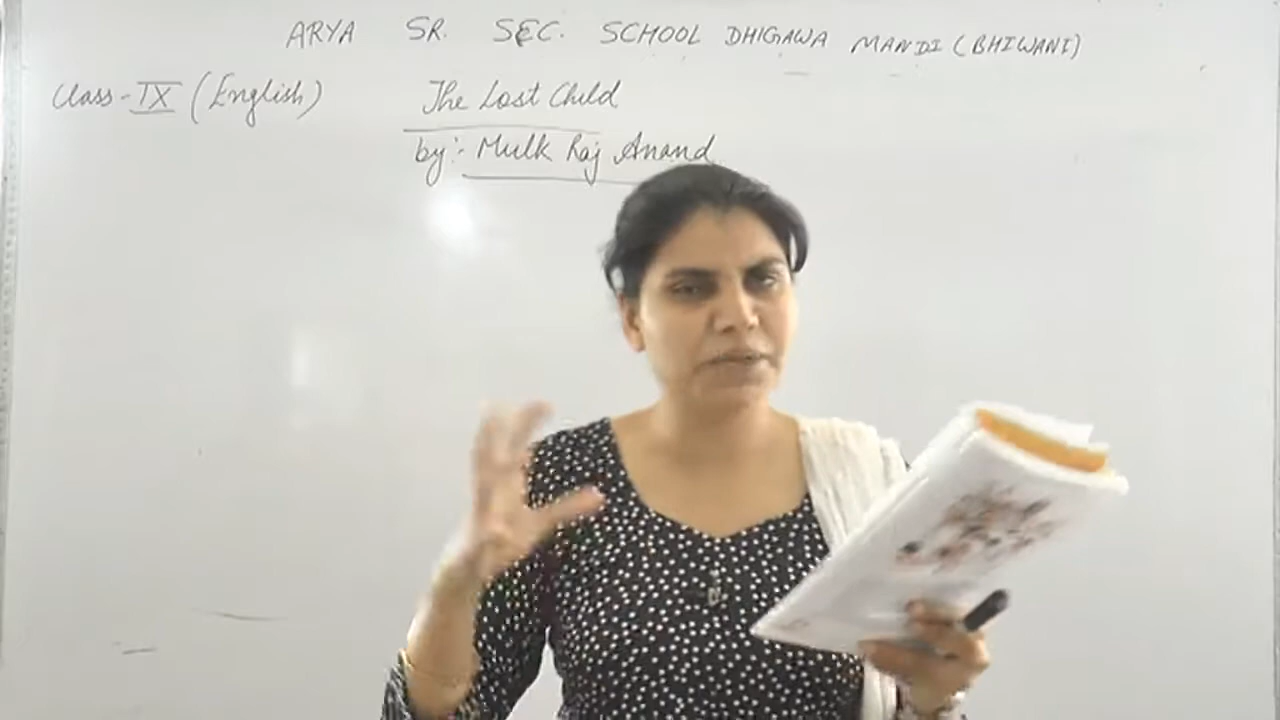 ARYA SR. SEC. SCHOOL DHIGAWA MANDI (BHIWANI)
Class - IX (English)
The Lost Child
by :- Mulk Raj Anand